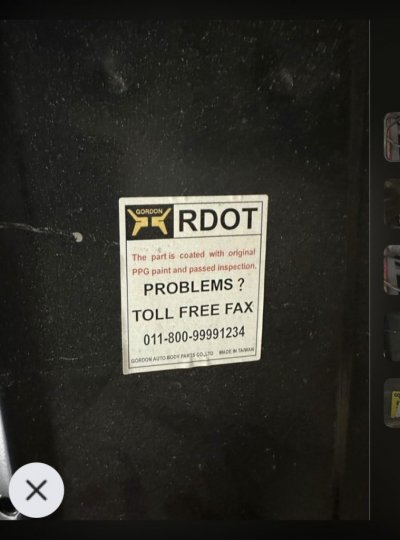 GORDON
RDOT
The part is coated with original
PPG paint and passed inspection.
PROBLEMS ?
TOLL FREE FAX
011-800-99991234
GORDON AUTO BODY PARTS CO.,LTD MADE IN TAIWAN